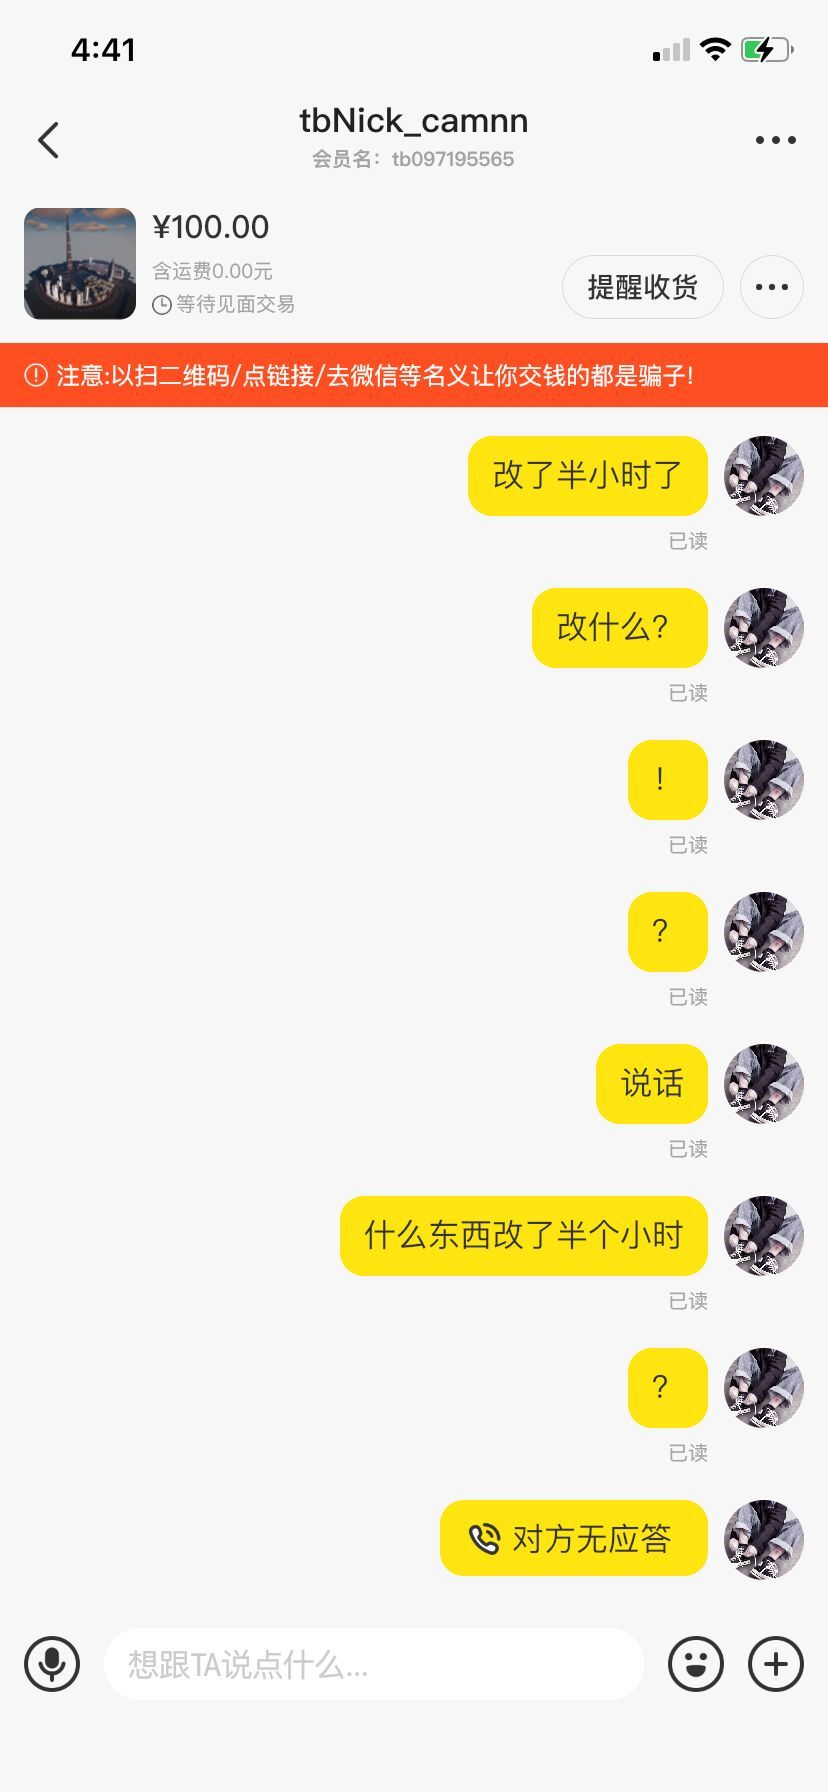 4:41
tbNick_camnn
会员名：tb097195565
¥100.00
含运费0.00元
等待见面交易
提醒收货
注意:以扫二维码/点链接/去微信等名义让你交钱的都是骗子!
改了半小时了
已读
改什么?
已读
!
已读
?
已读
说话
已读
什么东西改了半个小时
已读
?
已读
对方无应答
想跟TA说点什么...